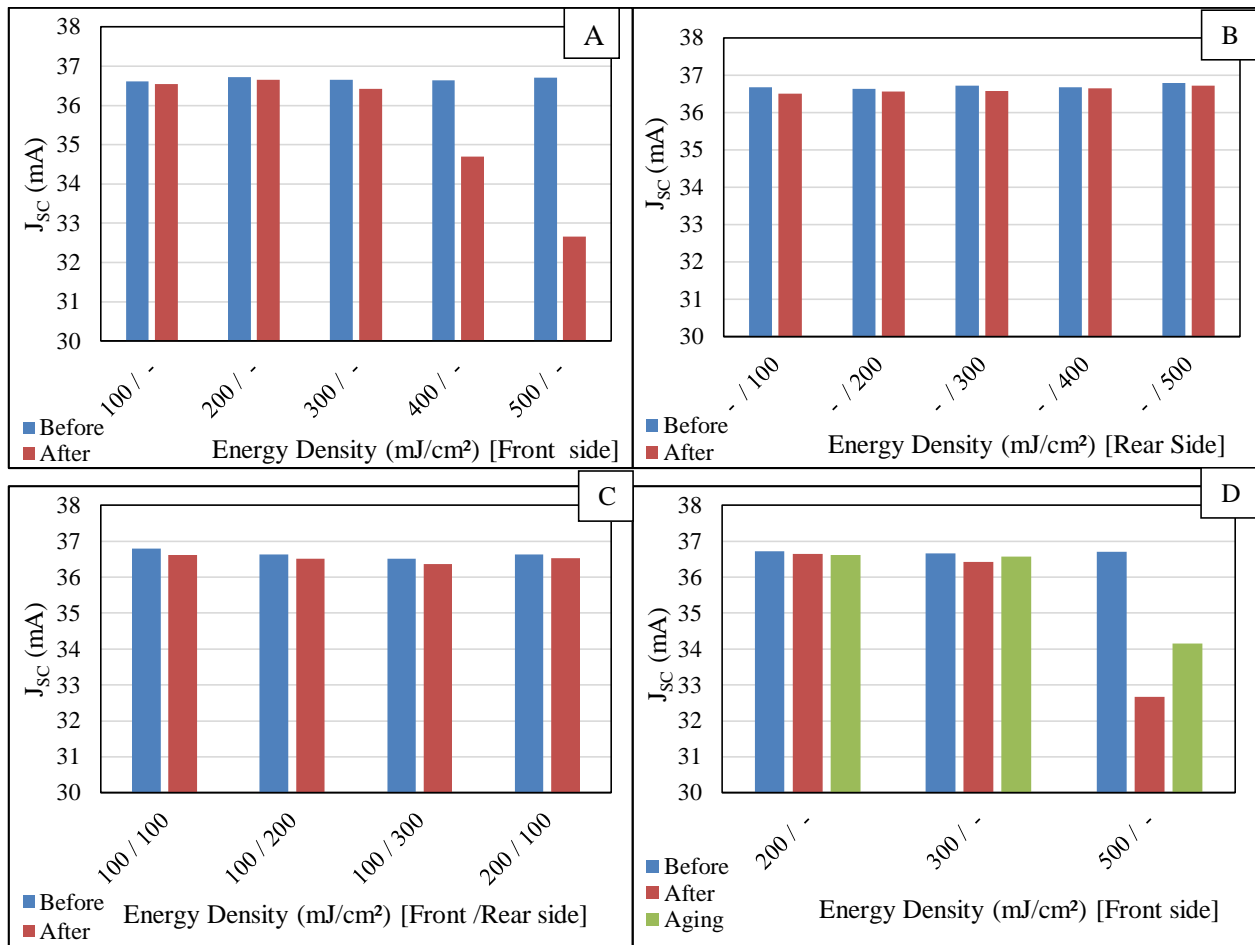 A
38
37
36
35
34
33
32
31
30
J_SC (mA)
100 / -
200 / -
300 / -
400 / -
500 / -
Before
After
Energy Density (mJ/cm²) [Front side]
B
38
37
36
35
34
33
32
31
30
J_SC (mA)
- / 100
- / 200
- / 300
- / 400
- / 500
Before
After
Energy Density (mJ/cm²) [Rear Side]
C
38
37
36
35
34
33
32
31
30
J_SC (mA)
100 / 100
100 / 200
100 / 300
200 / 100
Before
After
Energy Density (mJ/cm²) [Front /Rear side]
D
38
37
36
35
34
33
32
31
30
J_SC (mA)
200 / -
300 / -
500 / -
Before
After
Aging
Energy Density (mJ/cm²) [Front side]